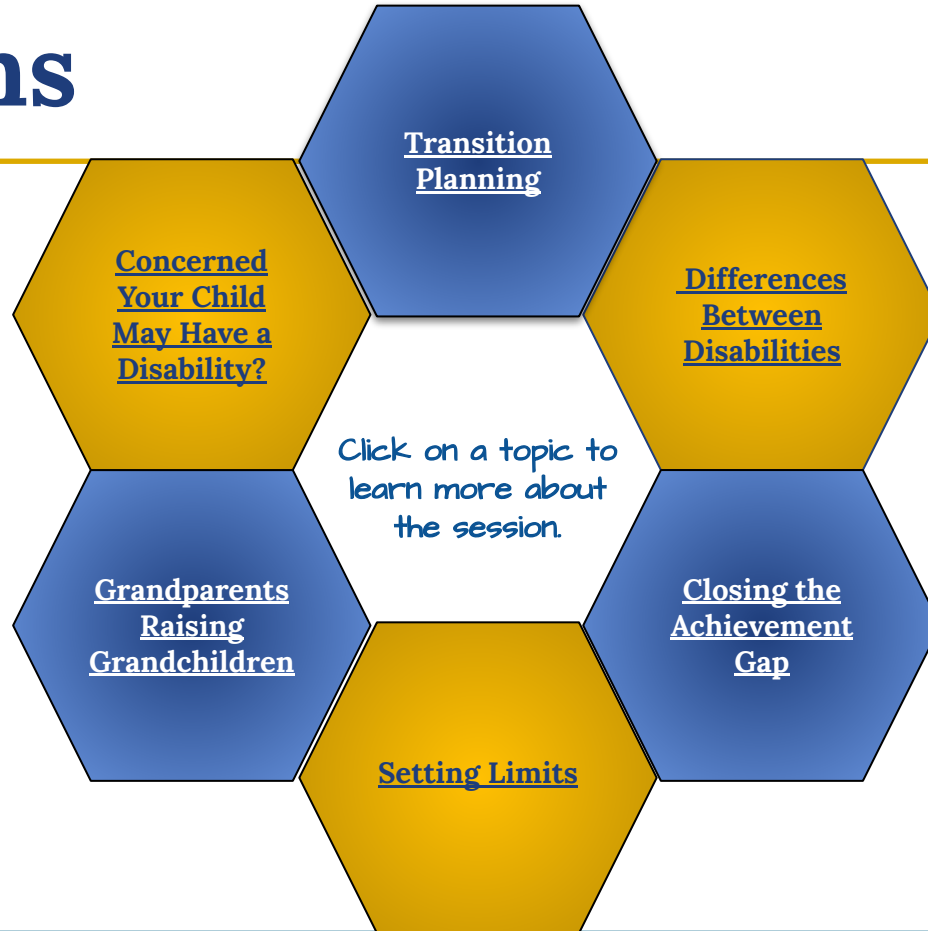 ns
Transition
Planning
Concerned
Your Child
May Have a
Disability?
Differences
Between
Disabilities
Click on a topic to
learn more about
the session.
Grandparents
Raising
Grandchildren
Closing the
Achievement
Gap
Setting Limits